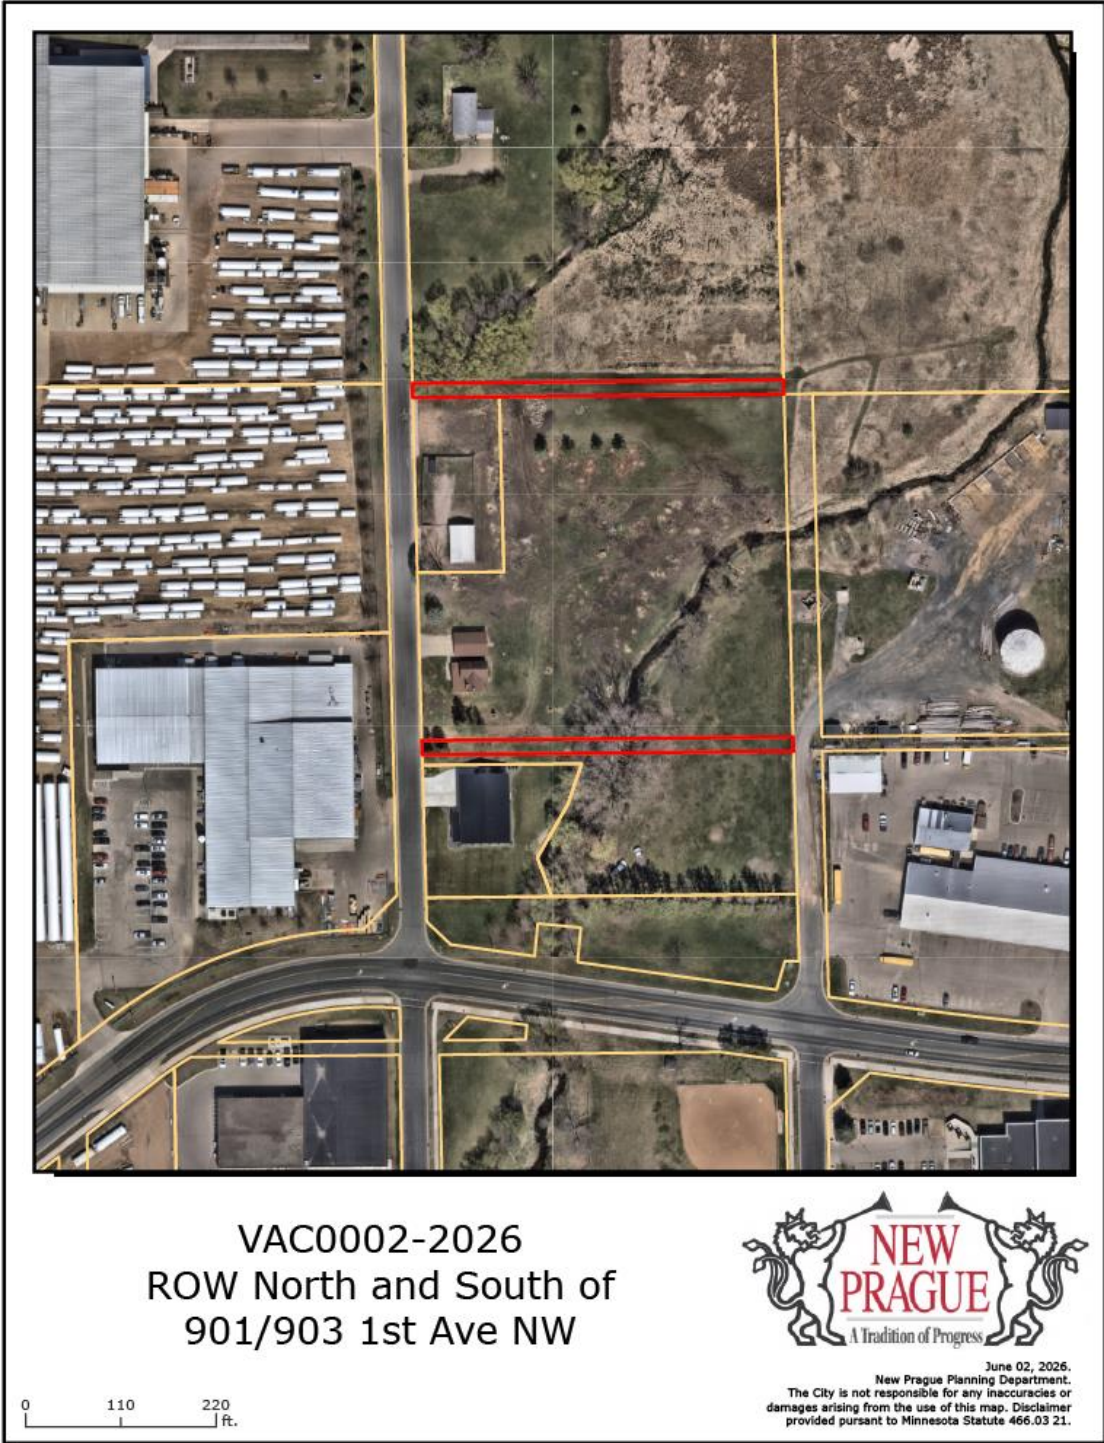 VAC0002-2026
ROW North and South of
901/903 1st Ave NW
NEW
PRAGUE
A Tradition of Progress
June 02, 2026.
New Prague Planning Department.
The City is not responsible for any inaccuracies or
damages arising from the use of this map. Disclaimer
provided pursuant to Minnesota Statute 466.03 21.
0 110 220
ft.